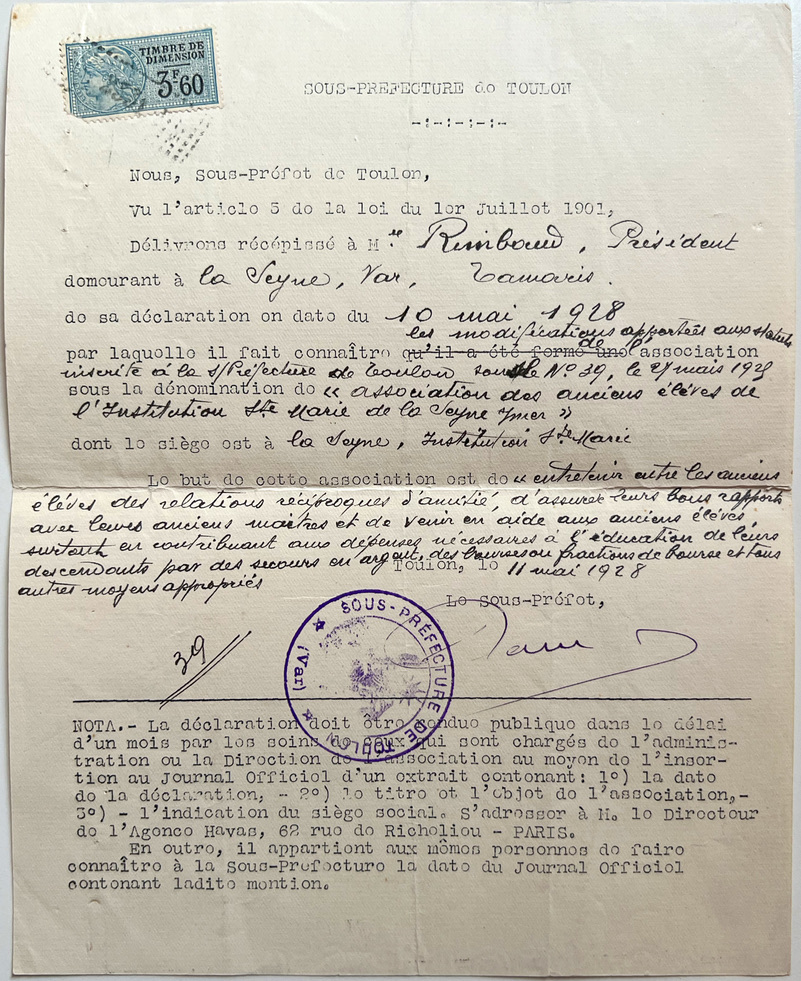 TIMBRE DE
DIMENSION
3F60
SOUS-PREFECTURE de TOULON
-:-:-:-:-
Nous, Sous-Préfet de Toulon,
Vu l'article 5 de la loi du 1er Juillet 1901,
Délivrons récépissé à Mr Rimbaud, Président
demeurant à la Seyne, Var, Tamaris.
de sa déclaration en date du 10 mai 1928
les modifications apportées aux statuts
de l'
par laquelle il fait connaître qu'il a été formé une association
inscrite à la s/Préfecture de Toulon sous le No 39, le 27 mars 1925
sous la dénomination de « association des anciens élèves de
l'Institution Ste Marie de la Seyne s/mer »
dont le siège est à la Seyne, Institution Ste Marie
Le but de cette association est de « entretenir entre les anciens
élèves des relations réciproques d'amitié, d'assurer leurs bons rapports
avec leurs anciens maîtres et de venir en aide aux anciens élèves,
surtout en contribuant aux dépenses nécessaires à l'éducation de leurs
descendants par des secours en argent, des bourses ou fractions de bourse et tous
autres moyens appropriés
Toulon, le 11 mai 1928
Le Sous-Préfet,
39
SOUS-PRÉFECTURE DE TOULON
(Var)
NOTA.- La déclaration doit être rendue publique dans le délai
d'un mois par les soins de ceux qui sont chargés de l'adminis-
tration ou la Direction de l'association au moyen de l'inser-
tion au Journal Officiel d'un extrait contenant: 1°) la date
de la déclaration, - 2°) le titre et l'objet de l'association,-
3°) - l'indication du siège social. S'adresser à M. le Directeur
de l'Agence Havas, 62 rue de Richelieu - PARIS.
En outre, il appartient aux mêmes personnes de faire
connaître à la Sous-Prefecture la date du Journal Officiel
contenant ladite mention.